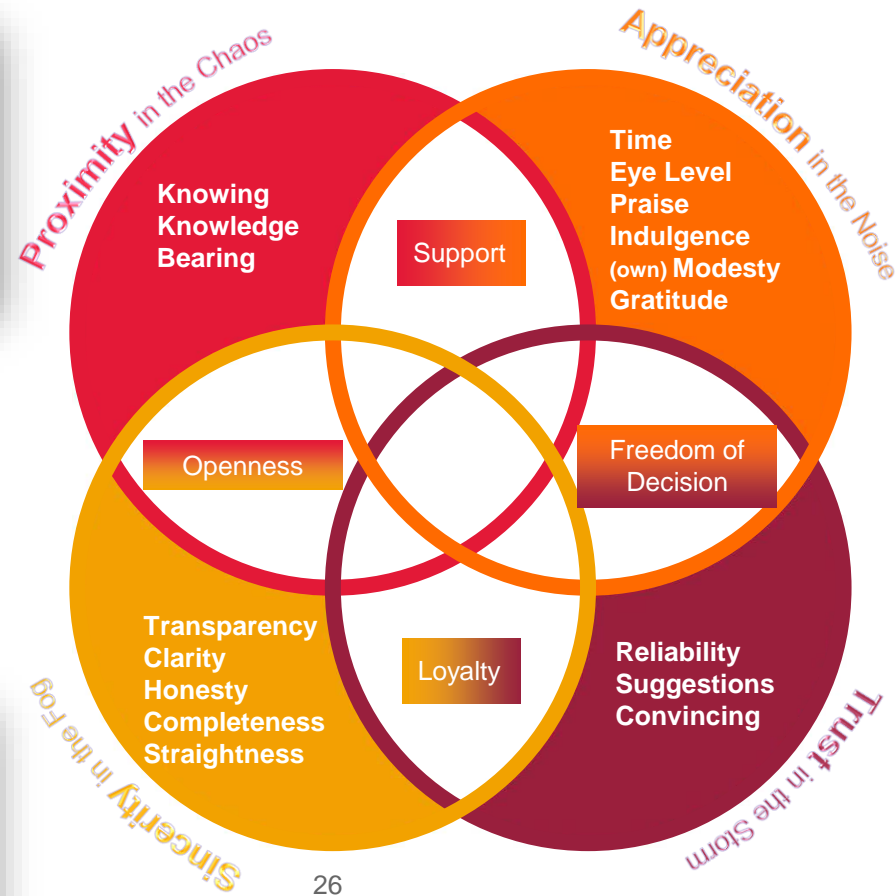 Proximity in the Chaos
Appreciation in the Noise
Knowing
Knowledge
Bearing
Support
Time
Eye Level
Praise
Indulgence
(own) Modesty
Gratitude
Openness
Freedom of
Decision
Transparency
Clarity
Honesty
Completeness
Straightness
Loyalty
Reliability
Suggestions
Convincing
Sincerity in the Fog
Trust in the Storm
26